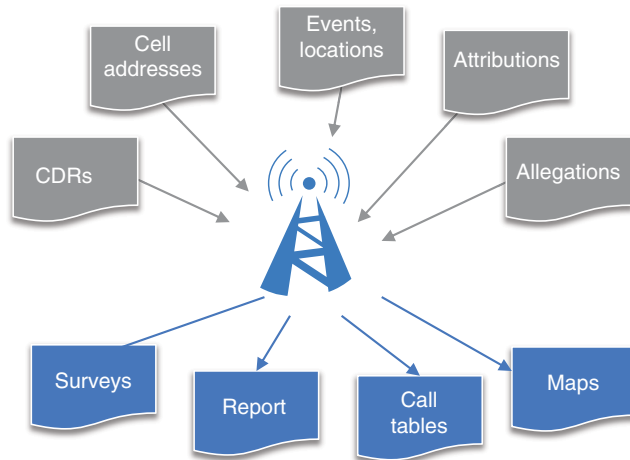 Events,
locations
Cell
addresses
Attributions
CDRs
Allegations
Surveys
Report
Call
tables
Maps